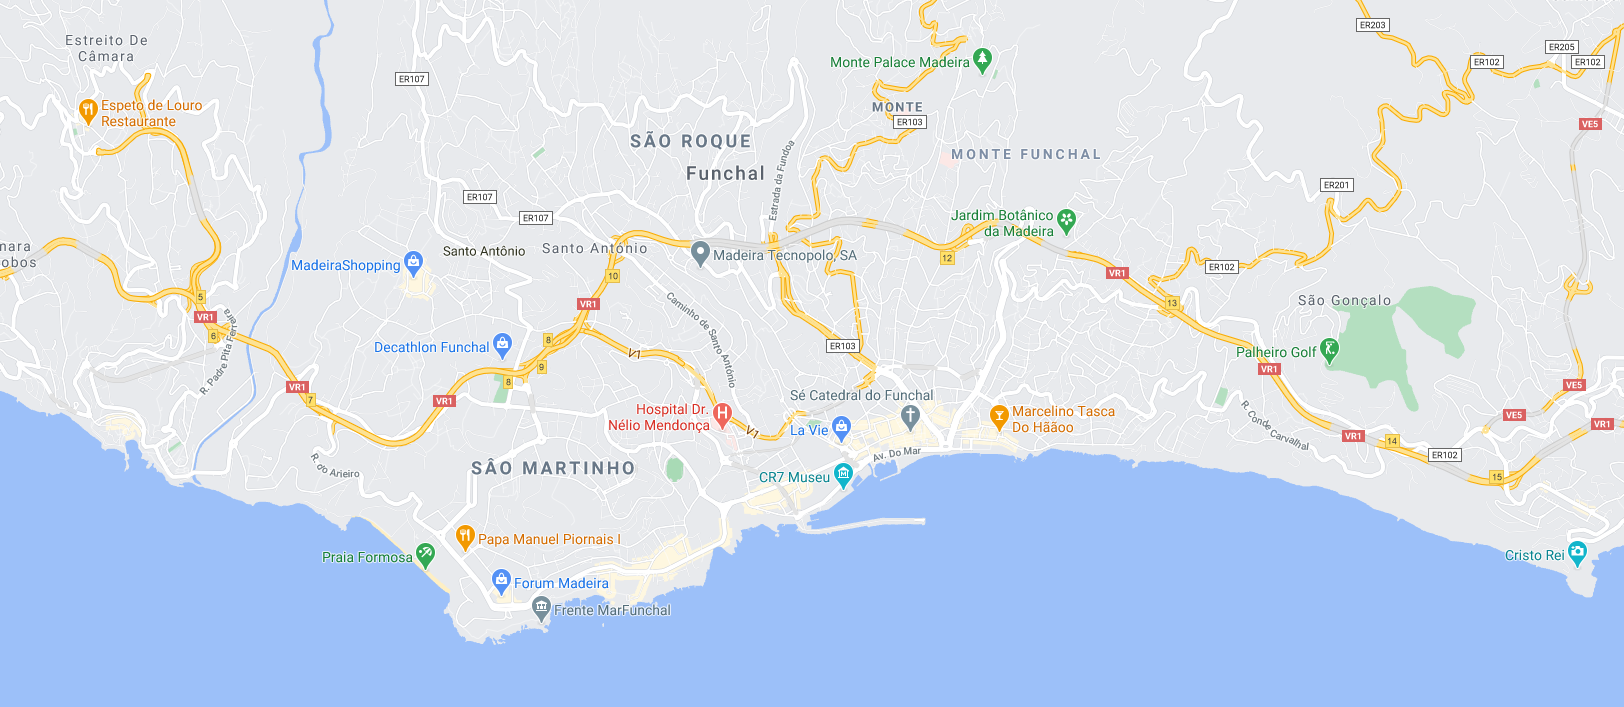 Estreito De
Câmara
ER203
ER205
ER102
ER102
Monte Palace Madeira
ER107
Espeto de Louro
Restaurante
MONTE
ER103
VE5
SÃO ROQUE
Funchal
MONTE FUNCHAL
Estrada da Fundoa
ER107
ER201
ER107
Jardim Botânico
da Madeira
mara
obos
Santo António
Santo António
MadeiraShopping
Madeira Tecnopolo, SA
12
VR1
ER102
10
5
VR1
13
São Gonçalo
VR1
6
R. Padre Pita Ferreira
Caminho de Santo António
Decathlon Funchal
8
V1
ER103
Palheiro Golf
9
8
VR1
VR1
7
VR1
VE5
Sé Catedral do Funchal
Hospital Dr.
Nélio Mendonça
La Vie
V1
Marcelino Tasca
Do Hããoo
R. Conde Carvalhal
VE5
VR1
VR1
14
ER102
Av. Do Mar
R. do Arieiro
SÂO MARTINHO
CR7 Museu
15
Papa Manuel Piornais I
Praia Formosa
Cristo Rei
Forum Madeira
Frente MarFunchal